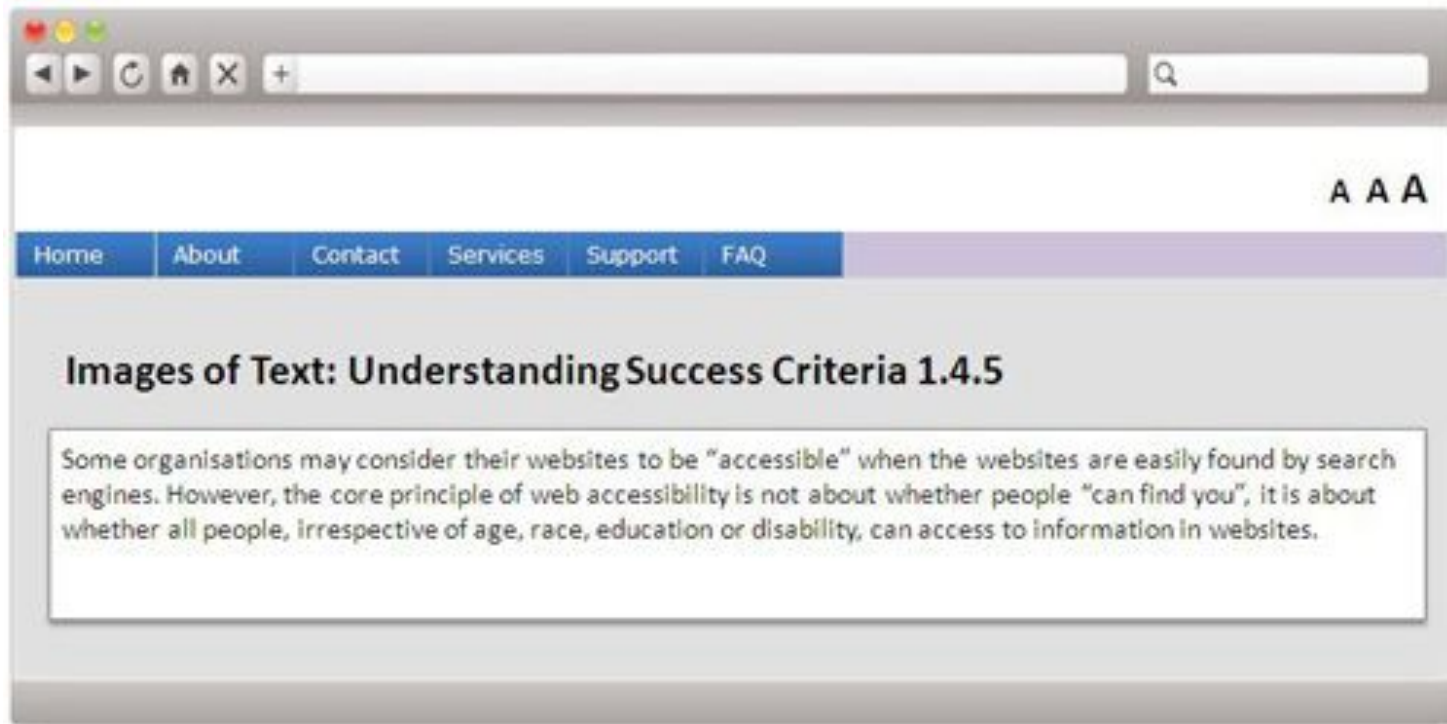 A A A
Home About Contact Services Support FAQ
Images of Text: Understanding Success Criteria 1.4.5
Some organisations may consider their websites to be “accessible” when the websites are easily found by search
engines. However, the core principle of web accessibility is not about whether people “can find you”, it is about
whether all people, irrespective of age, race, education or disability, can access to information in websites.